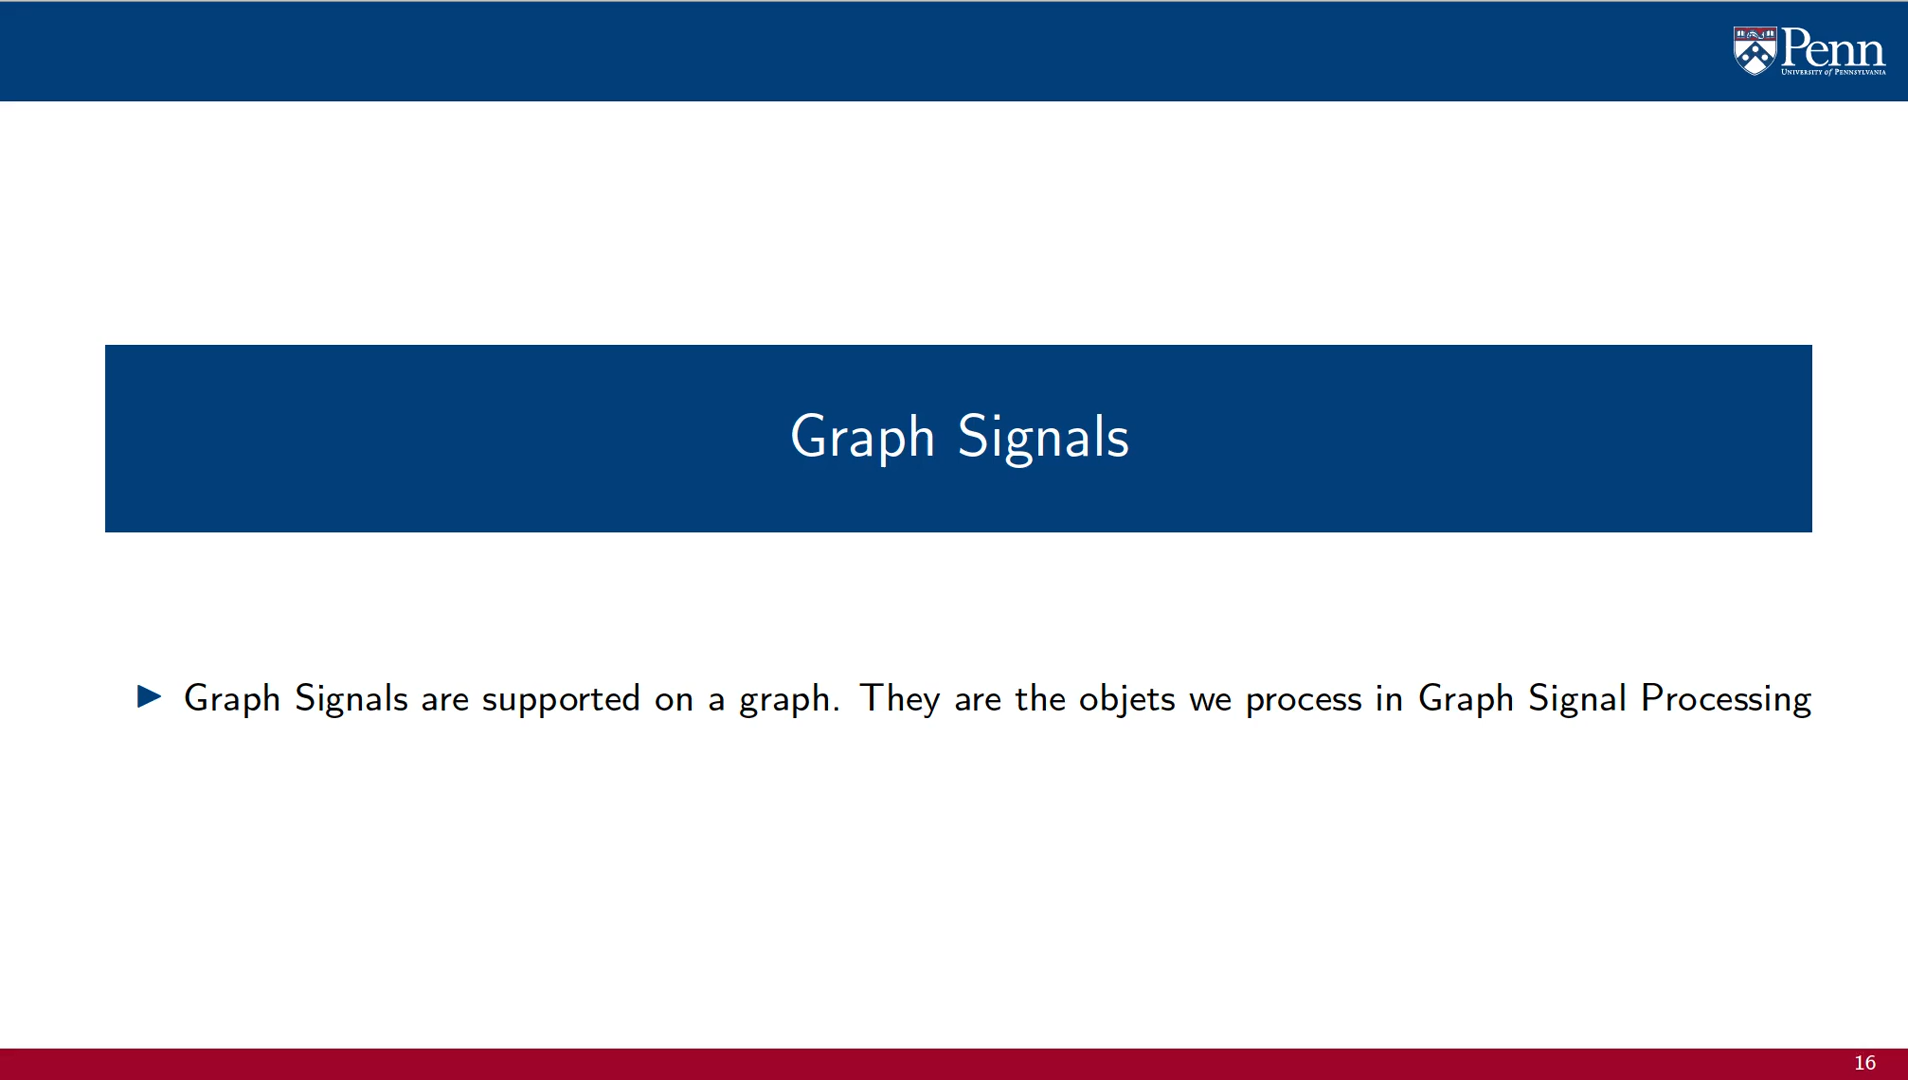 Penn
UNIVERSITY of PENNSYLVANIA
Graph Signals
Graph Signals are supported on a graph. They are the objets we process in Graph Signal Processing
16